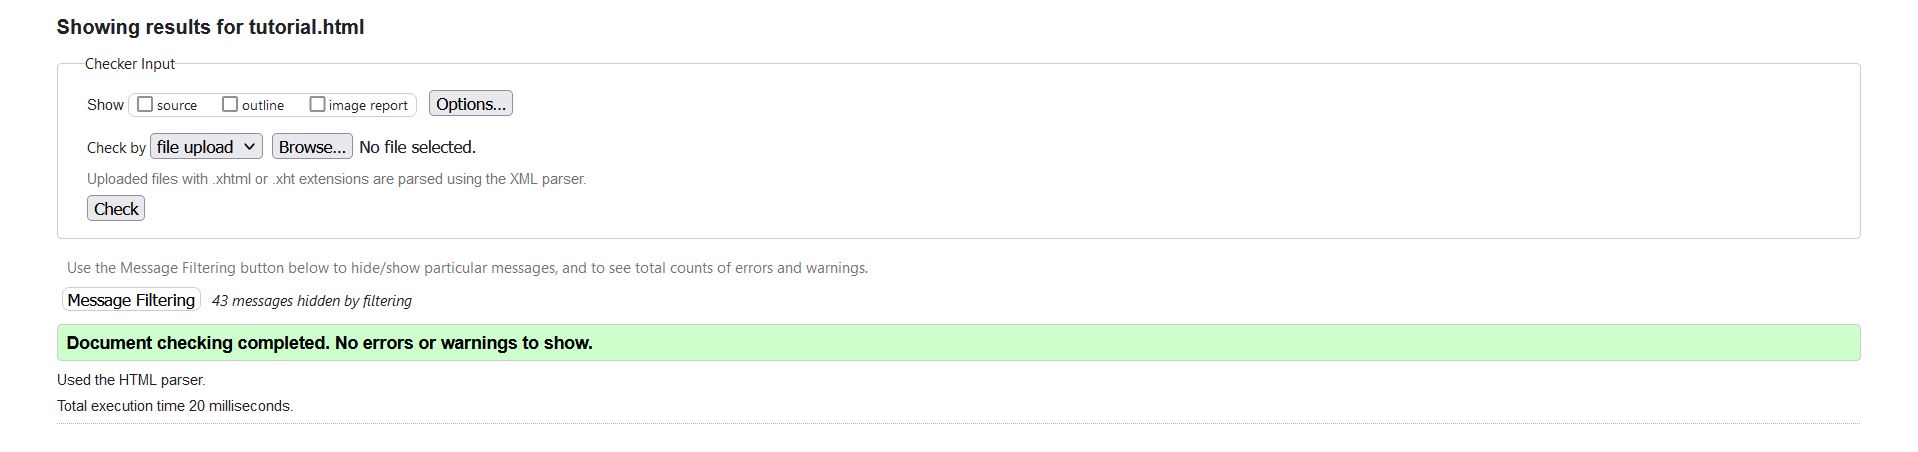 Showing results for tutorial.html
Checker Input
Show source outline image report Options...
Check by file upload Browse... No file selected.
Uploaded files with .xhtml or .xht extensions are parsed using the XML parser.
Check
Use the Message Filtering button below to hide/show particular messages, and to see total counts of errors and warnings.
Message Filtering 43 messages hidden by filtering
Document checking completed. No errors or warnings to show.
Used the HTML parser.
Total execution time 20 milliseconds.